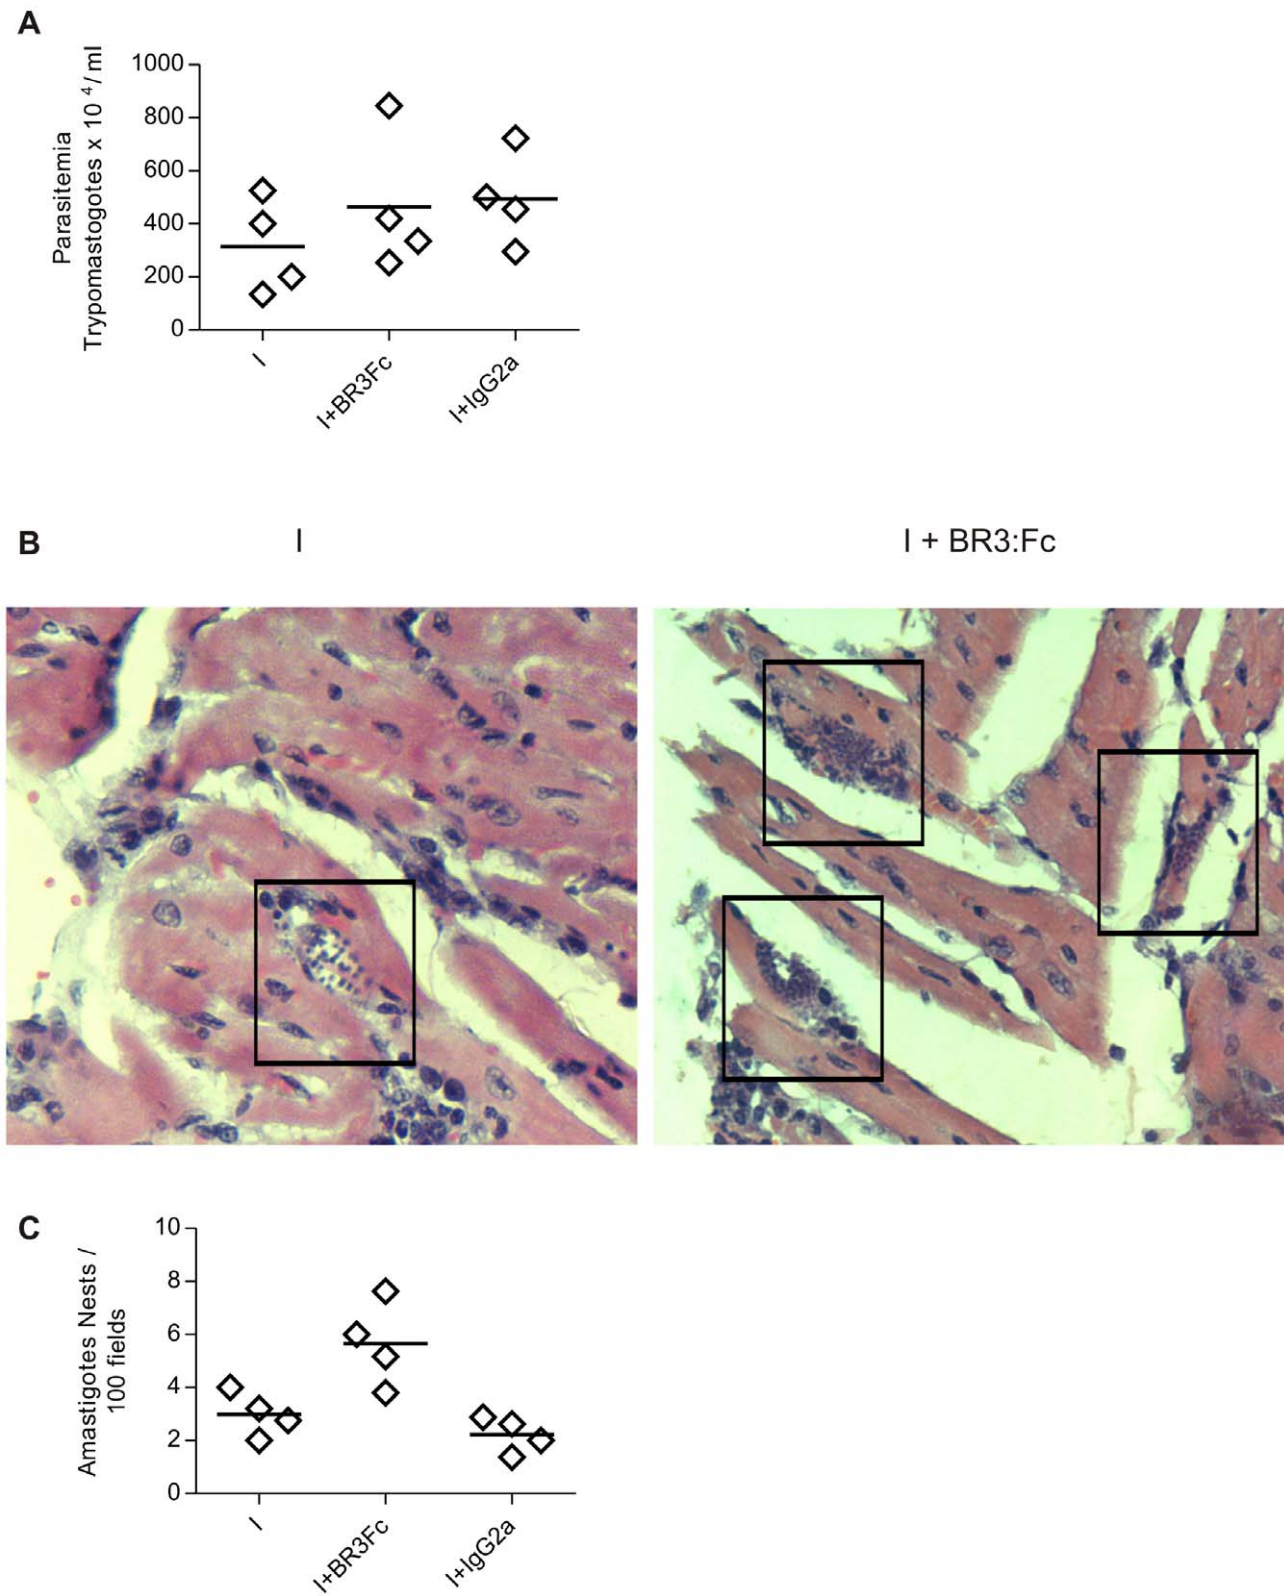 A
Parasitemia
Trypomastogotes x 10 4/ ml
1000
800
600
400
200
0
I
I+BR3Fc
I+IgG2a
B
I
I + BR3:Fc
C
Amastigotes Nests /
100 fields
10
8
6
4
2
0
I
I+BR3Fc
I+IgG2a